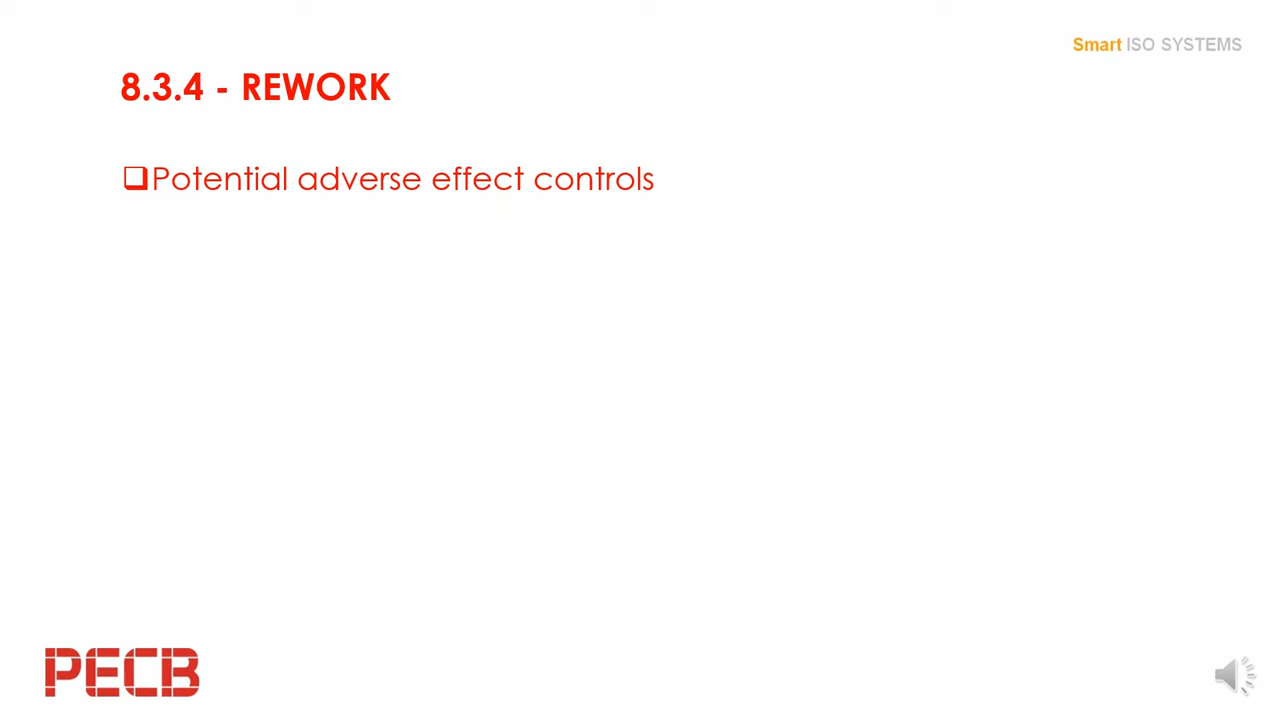 Smart ISO SYSTEMS
8.3.4 - REWORK
Potential adverse effect controls
PECB